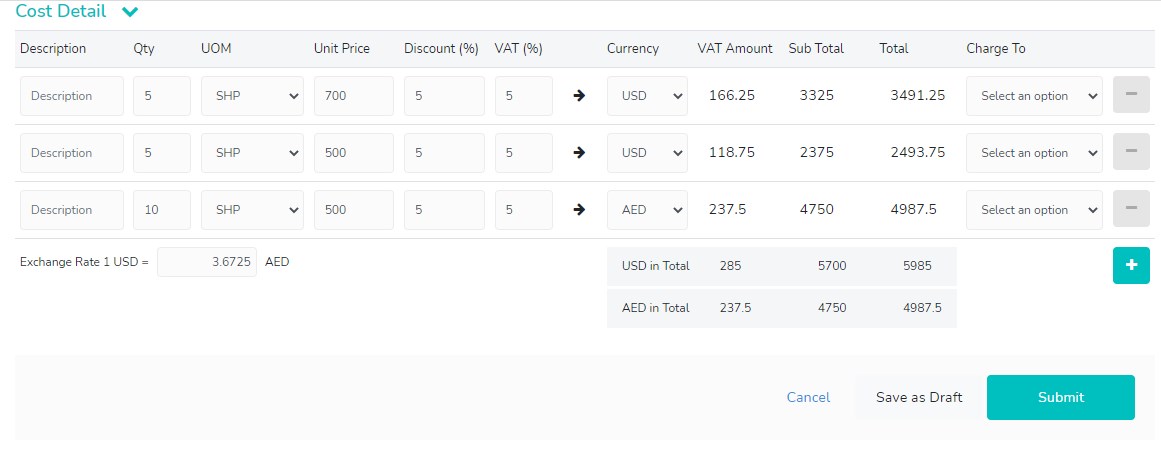 Cost Detail
Description Qty UOM Unit Price Discount (%) VAT (%) Currency VAT Amount Sub Total Total Charge To
Description 5 SHP 700 5 5 USD 166.25 3325 3491.25 Select an option
Description 5 SHP 500 5 5 USD 118.75 2375 2493.75 Select an option
Description 10 SHP 500 5 5 AED 237.5 4750 4987.5 Select an option
Exchange Rate 1 USD = 3.6725 AED
USD in Total 285 5700 5985
AED in Total 237.5 4750 4987.5
Cancel Save as Draft Submit